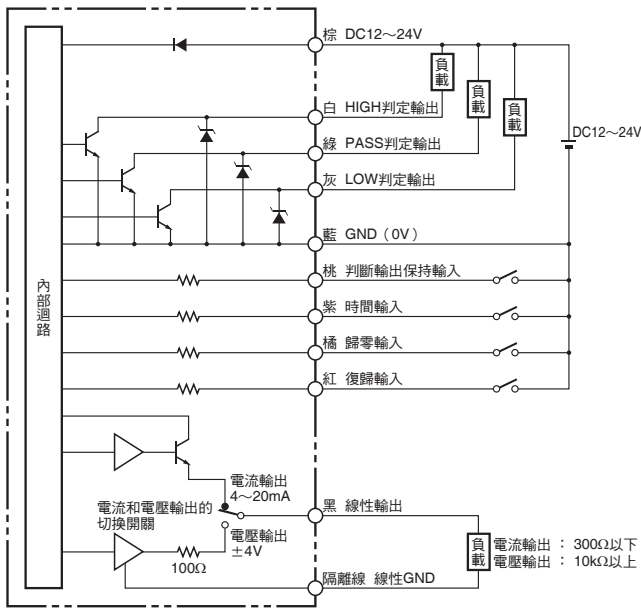 棕 DC12～24V
負載
負載
負載
白 HIGH判定輸出
綠 PASS判定輸出
灰 LOW判定輸出
DC12～24V
藍 GND（0V）
桃 判斷輸出保持輸入
紫 時間輸入
橘 歸零輸入
紅 復歸輸入
內部迴路
電流輸出
4～20mA
電流和電壓輸出的
切換開關
電壓輸出
±4V
100Ω
黑 線性輸出
負載
電流輸出 ： 300Ω以下
電壓輸出 ： 10kΩ以上
隔離線 線性GND